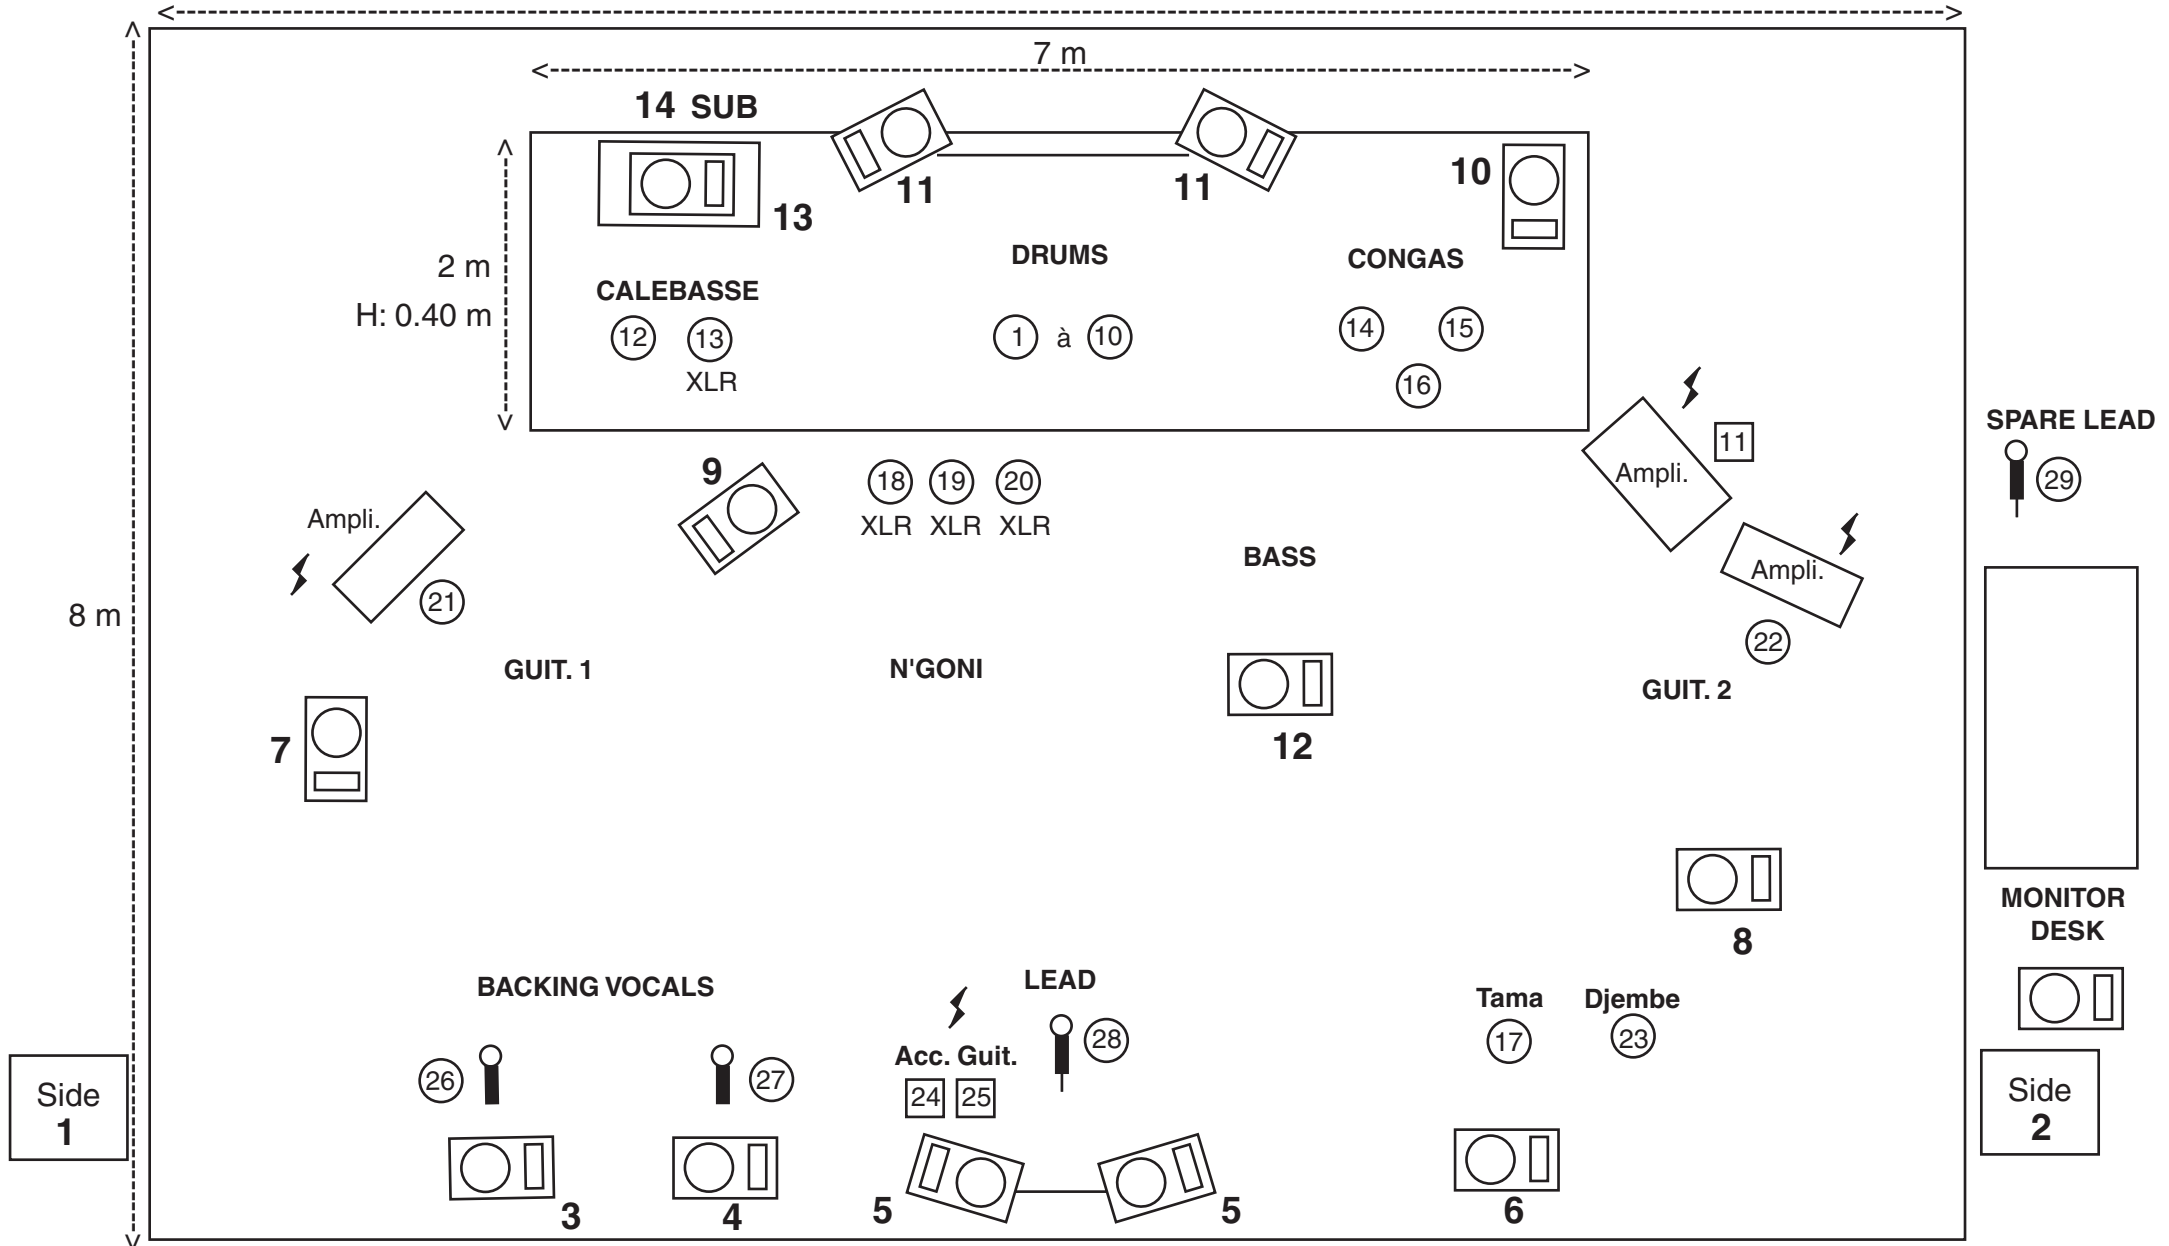 7 m
14 SUB
11
11
10
13
DRUMS
CONGAS
2 m
H: 0.40 m
CALEBASSE
12
13
XLR
1 à 10
14
15
16
SPARE LEAD
29
9
18
19
20
XLR
XLR
XLR
Ampli.
11
Ampli.
21
BASS
Ampli.
22
8 m
GUIT. 1
N'GONI
GUIT. 2
7
12
8
MONITOR
DESK
BACKING VOCALS
LEAD
Tama
Djembe
26
27
Acc. Guit.
24
25
28
17
23
Side
1
Side
2
3
4
5
5
6